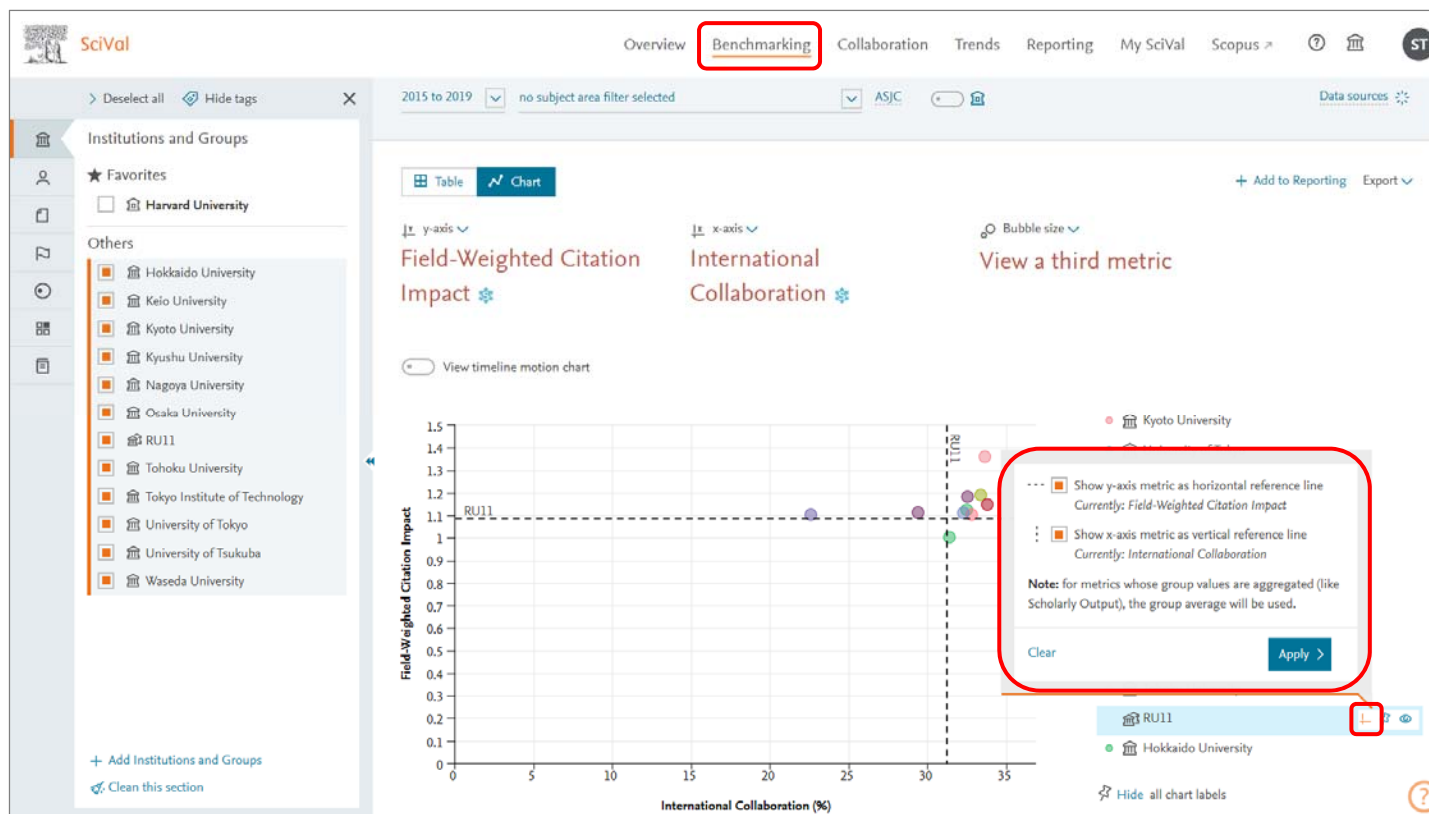 SciVal
Overview Benchmarking Collaboration Trends Reporting My SciVal Scopus ↗ ST
> Deselect all Hide tags
2015 to 2019 no subject area filter selected ASJC Data sources
Institutions and Groups
Favorites
Harvard University
Others
Hokkaido University
Keio University
Kyoto University
Kyushu University
Nagoya University
Osaka University
RU11
Tohoku University
Tokyo Institute of Technology
University of Tokyo
University of Tsukuba
Waseda University
+ Add Institutions and Groups
Clean this section
Table Chart
+ Add to Reporting Export
y-axis
Field-Weighted Citation
Impact
x-axis
International
Collaboration
Bubble size
View a third metric
View timeline motion chart
Field-Weighted Citation Impact
1.5
1.4
1.3
1.2
1.1
1
0.9
0.8
0.7
0.6
0.5
0.4
0.3
0.2
0.1
0
RU11
RU11
0 5 10 15 20 25 30 35
International Collaboration (%)
Kyoto University
Show y-axis metric as horizontal reference line
Currently: Field-Weighted Citation Impact
Show x-axis metric as vertical reference line
Currently: International Collaboration
Note: for metrics whose group values are aggregated (like
Scholarly Output), the group average will be used.
Clear Apply >
RU11
Hokkaido University
Hide all chart labels
?